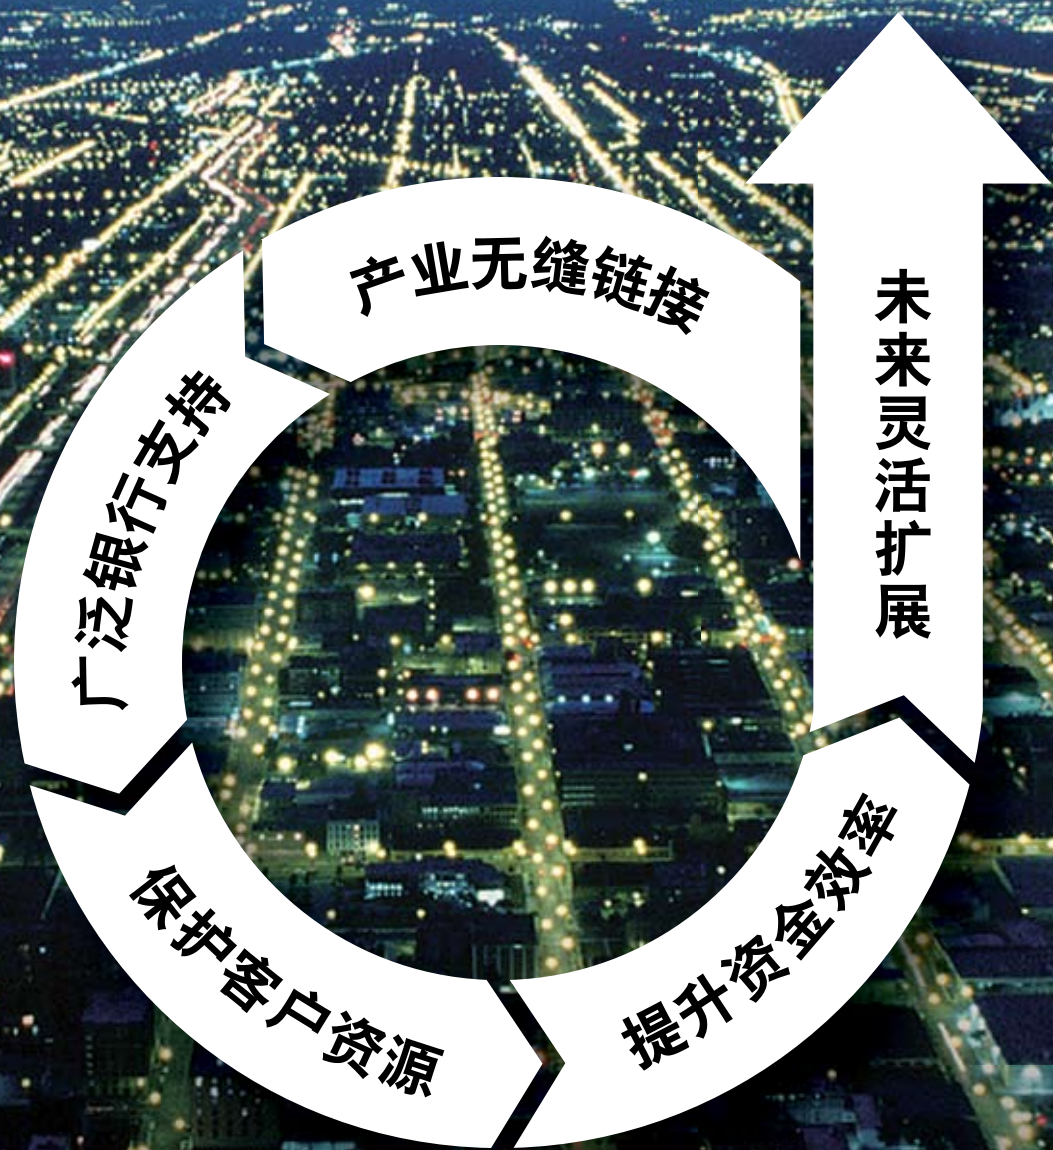 产业无缝链接
广泛银行支持
保护客户资源
提升资金效率
未来灵活扩展